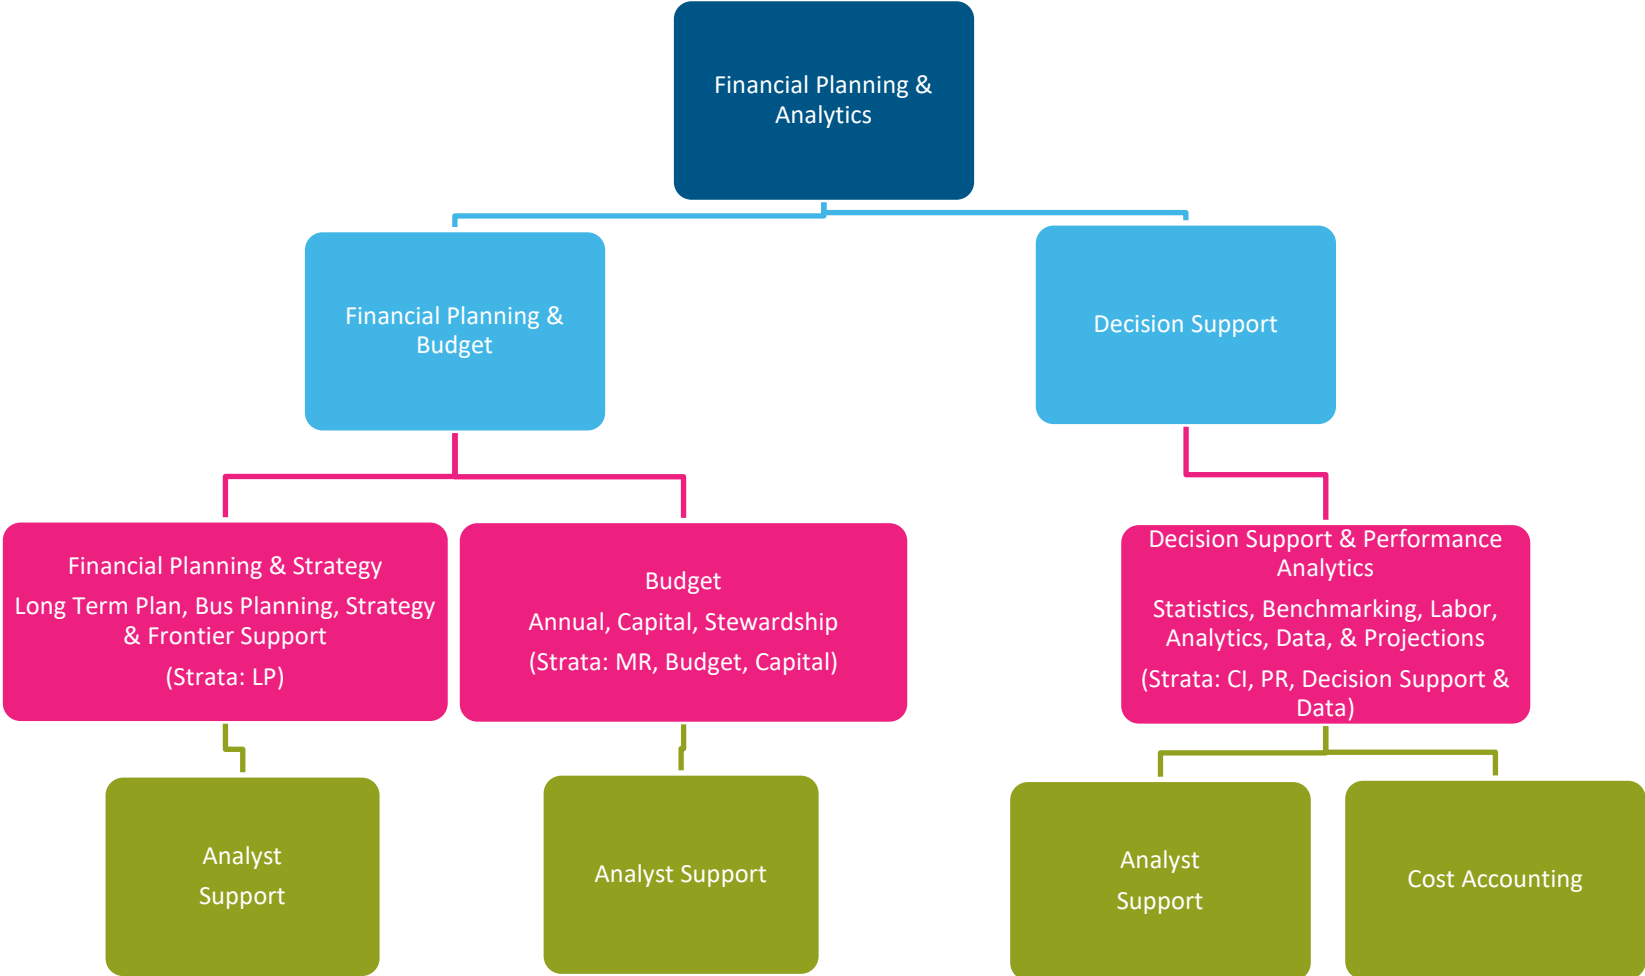 Financial Planning &
Analytics
Financial Planning &
Budget
Decision Support
Financial Planning & Strategy
Long Term Plan, Bus Planning, Strategy
& Frontier Support
(Strata: LP)
Budget
Annual, Capital, Stewardship
(Strata: MR, Budget, Capital)
Decision Support & Performance
Analytics
Statistics, Benchmarking, Labor,
Analytics, Data, & Projections
(Strata: CI, PR, Decision Support &
Data)
Analyst
Support
Analyst Support
Analyst
Support
Cost Accounting